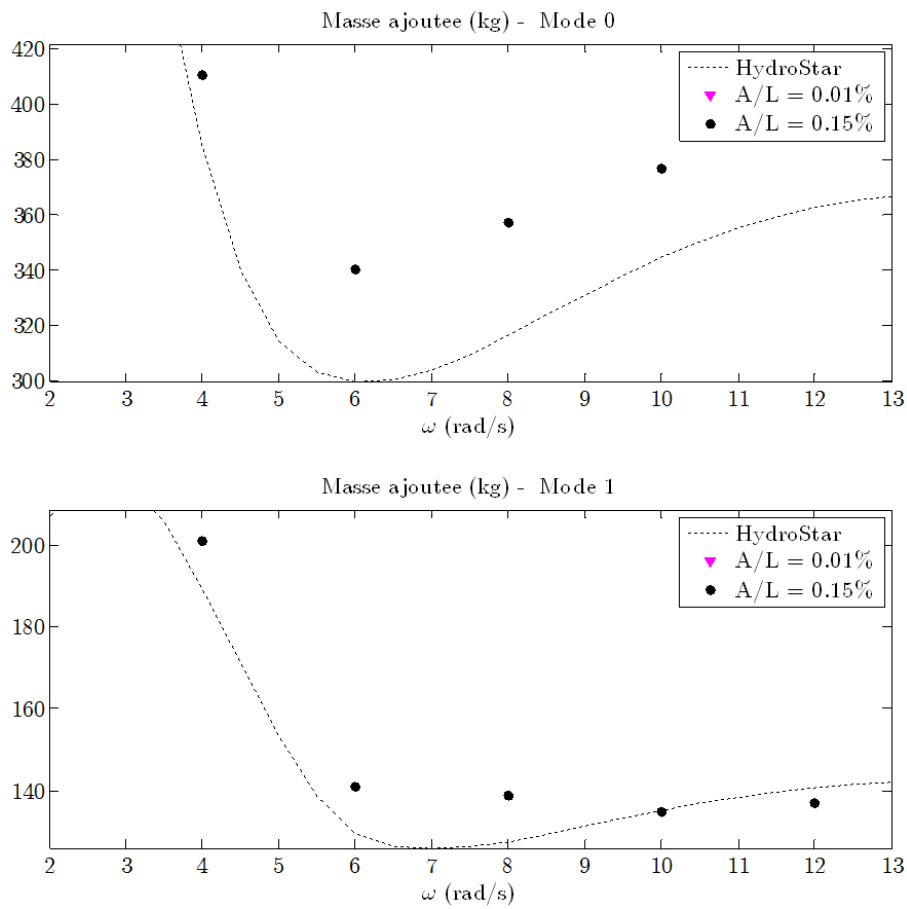 Masse ajoutee (kg) - Mode 0
420
400
380
360
340
320
300
HydroStar
A/L = 0.01%
A/L = 0.15%
2 3 4 5 6 7 8 9 10 11 12 13
ω (rad/s)
Masse ajoutee (kg) - Mode 1
200
180
160
140
HydroStar
A/L = 0.01%
A/L = 0.15%
2 3 4 5 6 7 8 9 10 11 12 13
ω (rad/s)